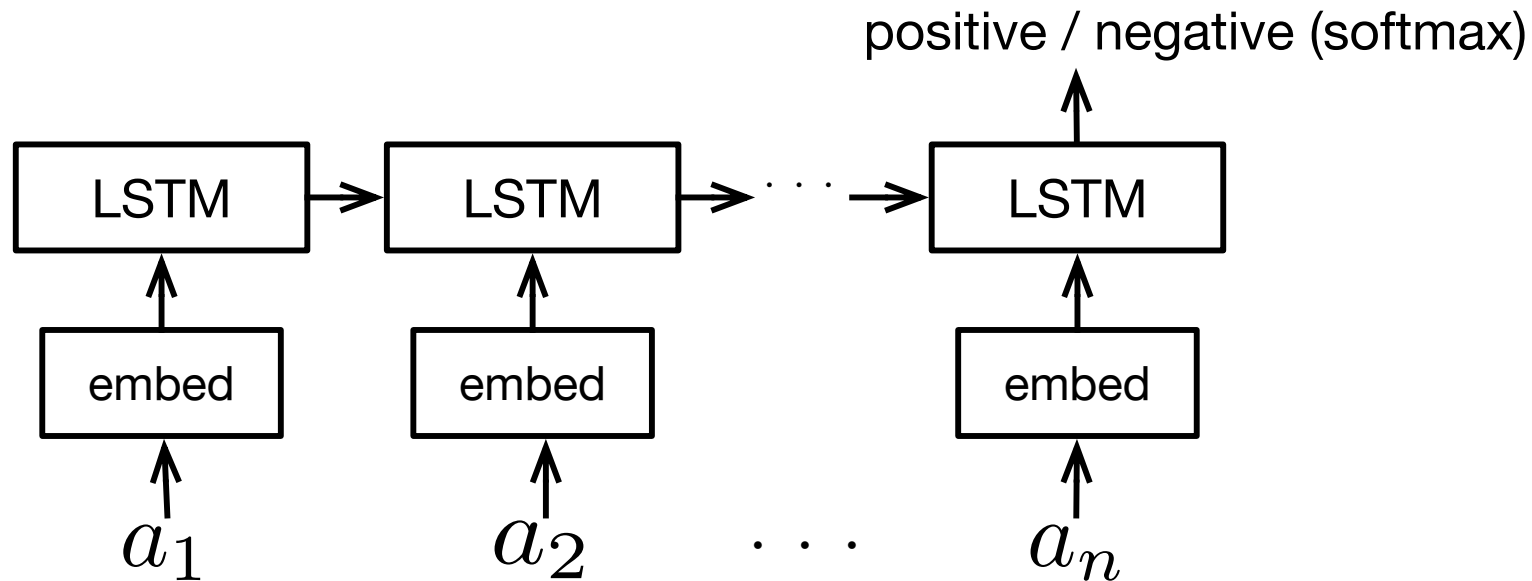 positive / negative (softmax)
LSTM LSTM . . . LSTM
embed embed embed
a₁ a₂ . . . aₙ